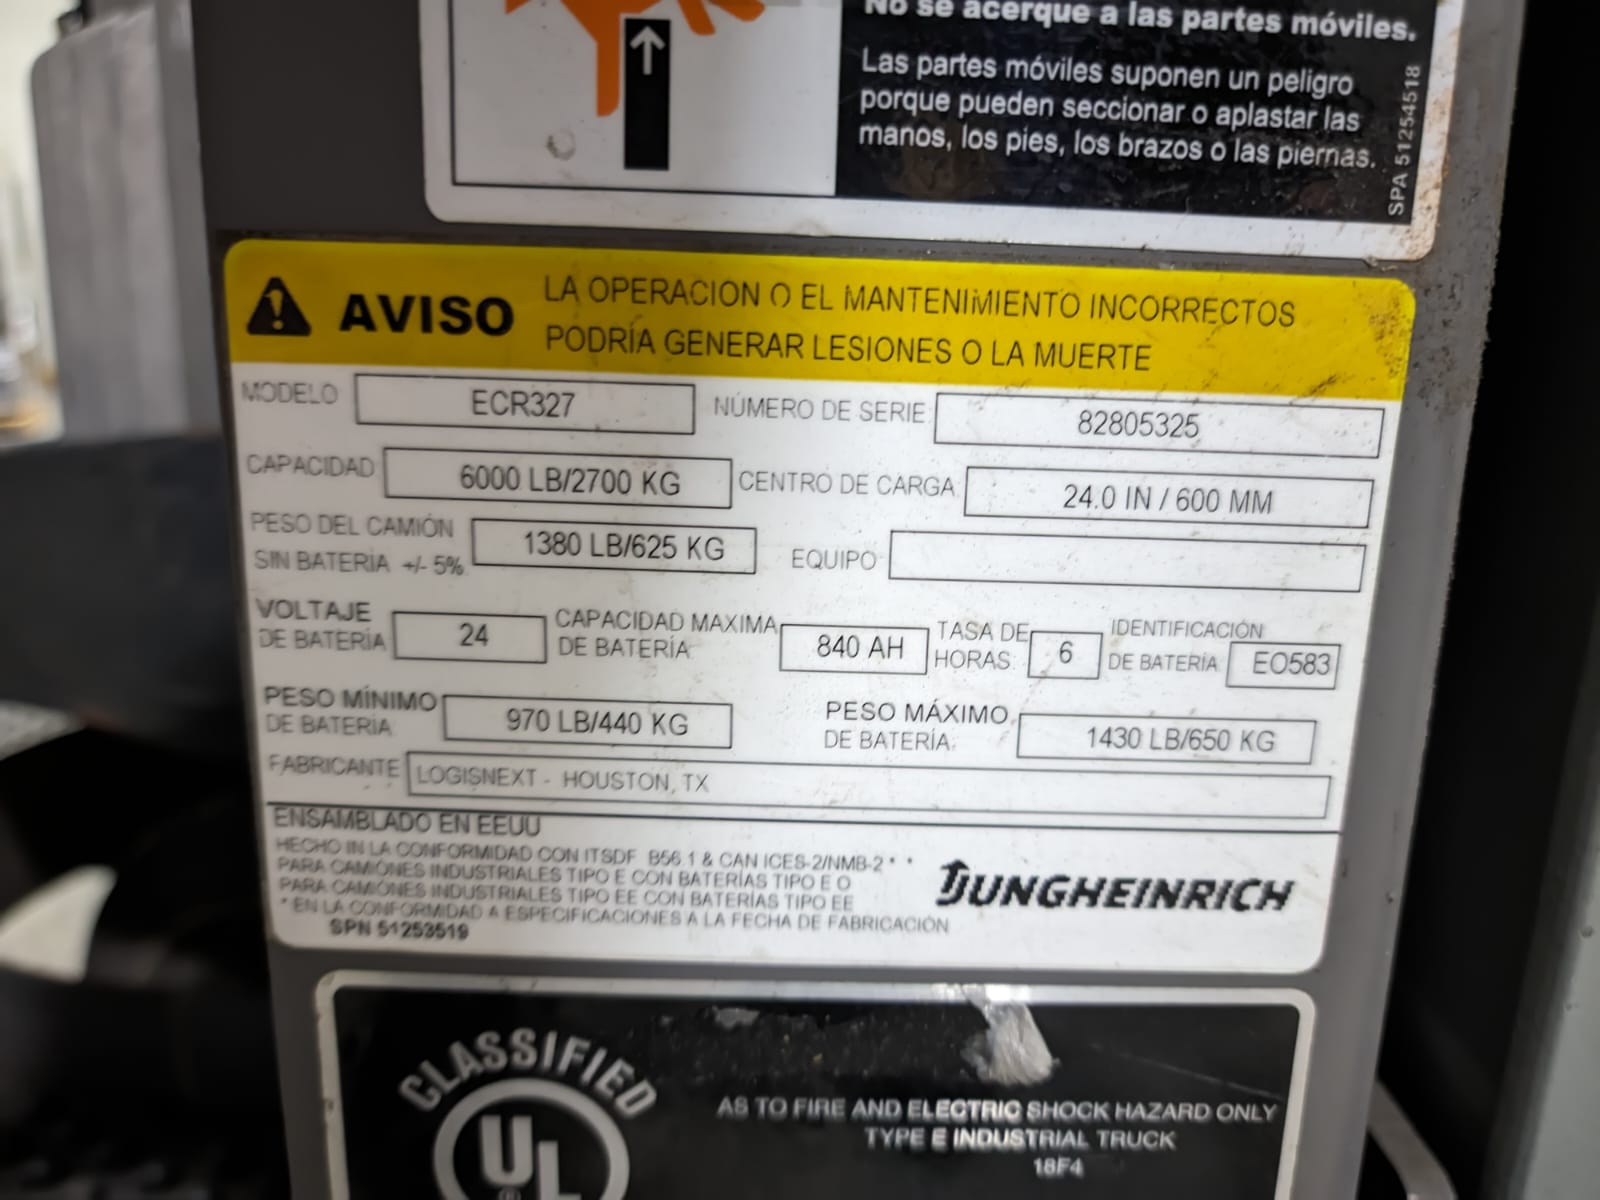 No se acerque a las partes móviles.
Las partes móviles suponen un peligro
porque pueden seccionar o aplastar las
manos, los pies, los brazos o las piernas.
SPA 51254518
AVISO
LA OPERACION O EL MANTENIMIENTO INCORRECTOS
PODRÍA GENERAR LESIONES O LA MUERTE
MODELO ECR327 NÚMERO DE SERIE 82805325
CAPACIDAD 6000 LB/2700 KG CENTRO DE CARGA 24.0 IN / 600 MM
PESO DEL CAMIÓN
SIN BATERÍA +/- 5% 1380 LB/625 KG EQUIPO
VOLTAJE
DE BATERÍA 24
CAPACIDAD MAXIMA
DE BATERÍA 840 AH
TASA DE
HORAS: 6
IDENTIFICACIÓN
DE BATERÍA EO583
PESO MÍNIMO
DE BATERÍA 970 LB/440 KG
PESO MÁXIMO
DE BATERÍA: 1430 LB/650 KG
FABRICANTE LOGISNEXT - HOUSTON, TX
ENSAMBLADO EN EEUU
HECHO IN LA CONFORMIDAD CON ITSDF B56.1 & CAN ICES-2/NMB-2 * *
PARA CAMIÓNES INDUSTRIALES TIPO E CON BATERÍAS TIPO E O
PARA CAMIÓNES INDUSTRIALES TIPO EE CON BATERÍAS TIPO EE
* EN LA CONFORMIDAD A ESPECIFICACIONES A LA FECHA DE FABRICACIÓN
SPN 51253519
JUNGHEINRICH
CLASSIFIED
UL
®
AS TO FIRE AND ELECTRIC SHOCK HAZARD ONLY
TYPE E INDUSTRIAL TRUCK
18F4